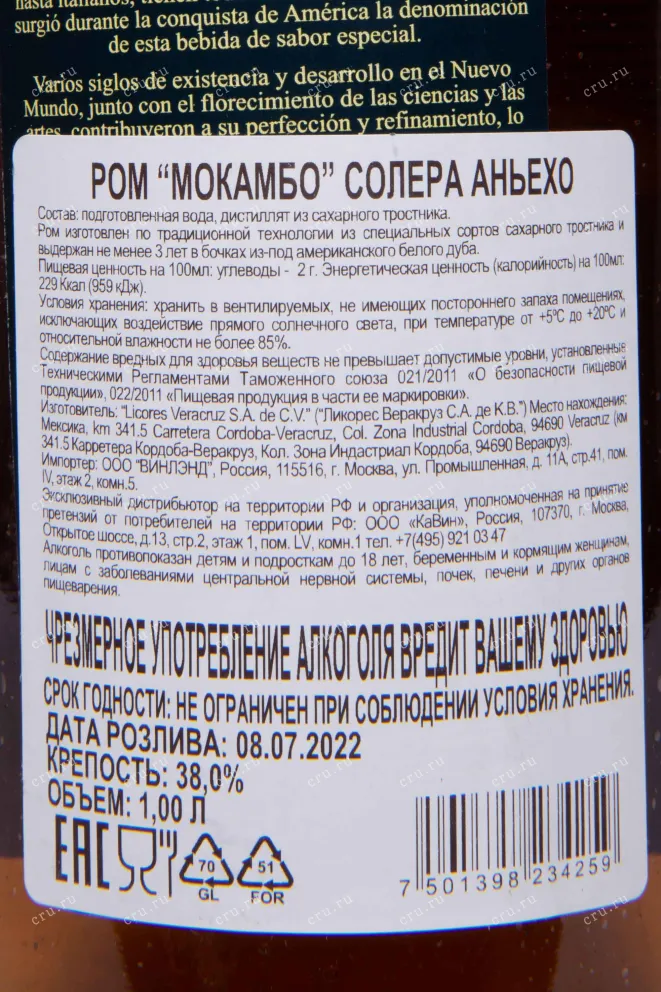 hasta italianos, tienen
surgió durante la conquista de América la denominación
de esta bebida de sabor especial.
Varios siglos de existencia y desarrollo en el Nuevo
Mundo, junto con el florecimiento de las ciencias y las
artes, contribuyeron a su perfección y refinamiento, lo
РОМ “МОКАМБО” СОЛЕРА АНЬЕХО
Состав: подготовленная вода, дистиллят из сахарного тростника.
Ром изготовлен по традиционной технологии из специальных сортов сахарного тростника и
выдержан не менее 3 лет в бочках из-под американского белого дуба.
Пищевая ценность на 100мл: углеводы - 2 г. Энергетическая ценность (калорийность) на 100мл:
229 Ккал (959 кДж).
Условия хранения: хранить в вентилируемых, не имеющих постороннего запаха помещениях,
исключающих воздействие прямого солнечного света, при температуре от +5°С до +20°С и
относительной влажности не более 85%.
Содержание вредных для здоровья веществ не превышает допустимые уровни, установленные
Техническими Регламентами Таможенного союза 021/2011 «О безопасности пищевой
продукции», 022/2011 «Пищевая продукция в части ее маркировки».
Изготовитель: "Licores Veracruz S.A. de C.V." ("Ликорес Веракруз С.А. де К.В.") Место нахождения:
Мексика, km 341.5 Carretera Cordoba-Veracruz, Col. Zona Industrial Cordoba, 94690 Veracruz (км
341.5 Карретера Кордоба-Веракруз, Кол. Зона Индастриал Кордоба, 94690 Веракруз).
Импортер: ООО "ВИНЛЭНД", Россия, 115516, г. Москва, ул. Промышленная, д. 11А, стр.41, пом.
IV, этаж 2, комн.5.
Эксклюзивный дистрибьютор на территории РФ и организация, уполномоченная на принятие
претензий от потребителей на территории РФ: ООО «КаВин», Россия, 107370, г. Москва,
Открытое шоссе, д.13, стр.2, этаж 1, пом. LV, комн.1 тел. +7(495) 921 03 47
Алкоголь противопоказан детям и подросткам до 18 лет, беременным и кормящим женщинам,
лицам с заболеваниями центральной нервной системы, почек, печени и других органов
пищеварения.
ЧРЕЗМЕРНОЕ УПОТРЕБЛЕНИЕ АЛКОГОЛЯ ВРЕДИТ ВАШЕМУ ЗДОРОВЬЮ
СРОК ГОДНОСТИ: НЕ ОГРАНИЧЕН ПРИ СОБЛЮДЕНИИ УСЛОВИЯ ХРАНЕНИЯ.
ДАТА РОЗЛИВА: 08.07.2022
КРЕПОСТЬ: 38,0%
ОБЪЕМ: 1,00 Л
EAC 70 GL 51 FOR
7 501398 234259
cru.ru